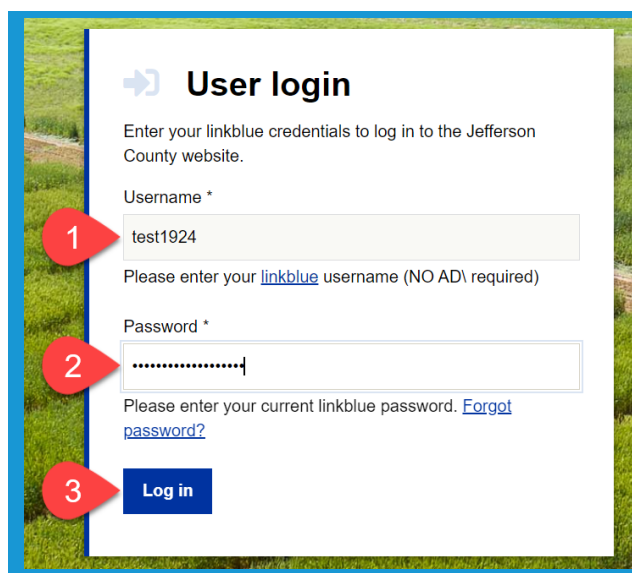 User login
Enter your linkblue credentials to log in to the Jefferson
County website.
Username *
1
test1924
Please enter your linkblue username (NO AD\ required)
Password *
2
•••••••••••••••••••
Please enter your current linkblue password. Forgot
password?
3
Log in